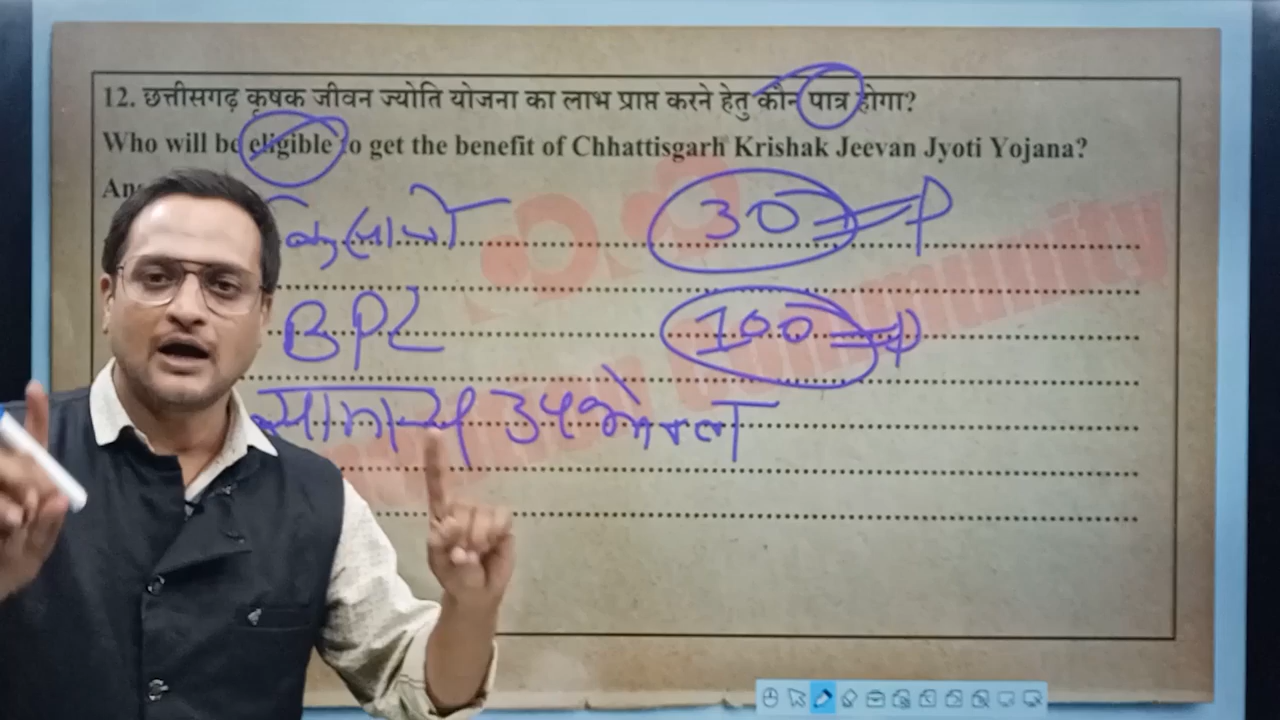 12. छत्तीसगढ़ कृषक जीवन ज्योति योजना का लाभ प्राप्त करने हेतु कौन पात्र होगा?
Who will be eligible to get the benefit of Chhattisgarh Krishak Jeevan Jyoti Yojana?
30 P
BPL 100 P
सामान्य उपभोक्ता